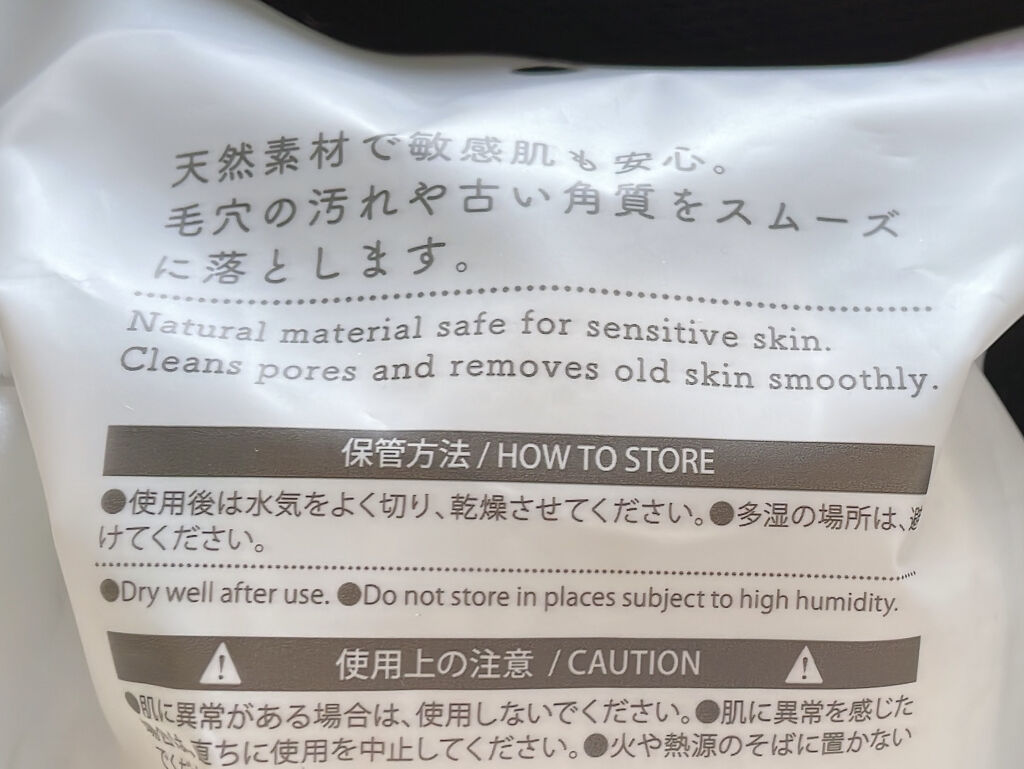 天然素材で敏感肌も安心。
毛穴の汚れや古い角質をスムーズ
に落とします。
Natural material safe for sensitive skin.
Cleans pores and removes old skin smoothly.
保管方法 / HOW TO STORE
●使用後は水気をよく切り、乾燥させてください。●多湿の場所は、避
けてください。
●Dry well after use. ●Do not store in places subject to high humidity.
使用上の注意 / CAUTION
●肌に異常がある場合は、使用しないでください。●肌に異常を感じた
直ちに使用を中止してください。●火や熱源のそばに置かない
でくだ